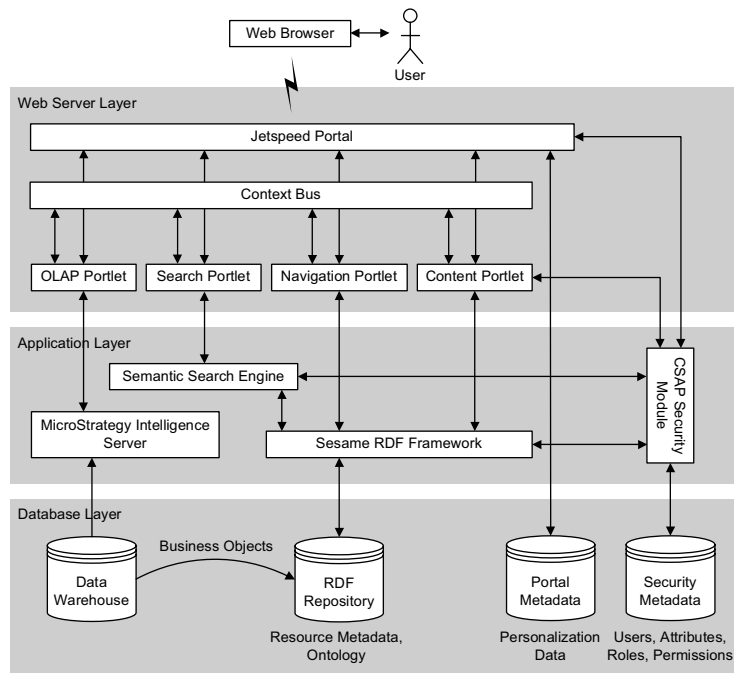 Web Browser
User
Web Server Layer
Jetspeed Portal
Context Bus
OLAP Portlet
Search Portlet
Navigation Portlet
Content Portlet
Application Layer
Semantic Search Engine
CSAP Security
Module
MicroStrategy Intelligence
Server
Sesame RDF Framework
Database Layer
Business Objects
Data
Warehouse
RDF
Repository
Portal
Metadata
Security
Metadata
Resource Metadata,
Ontology
Personalization
Data
Users, Attributes,
Roles, Permissions